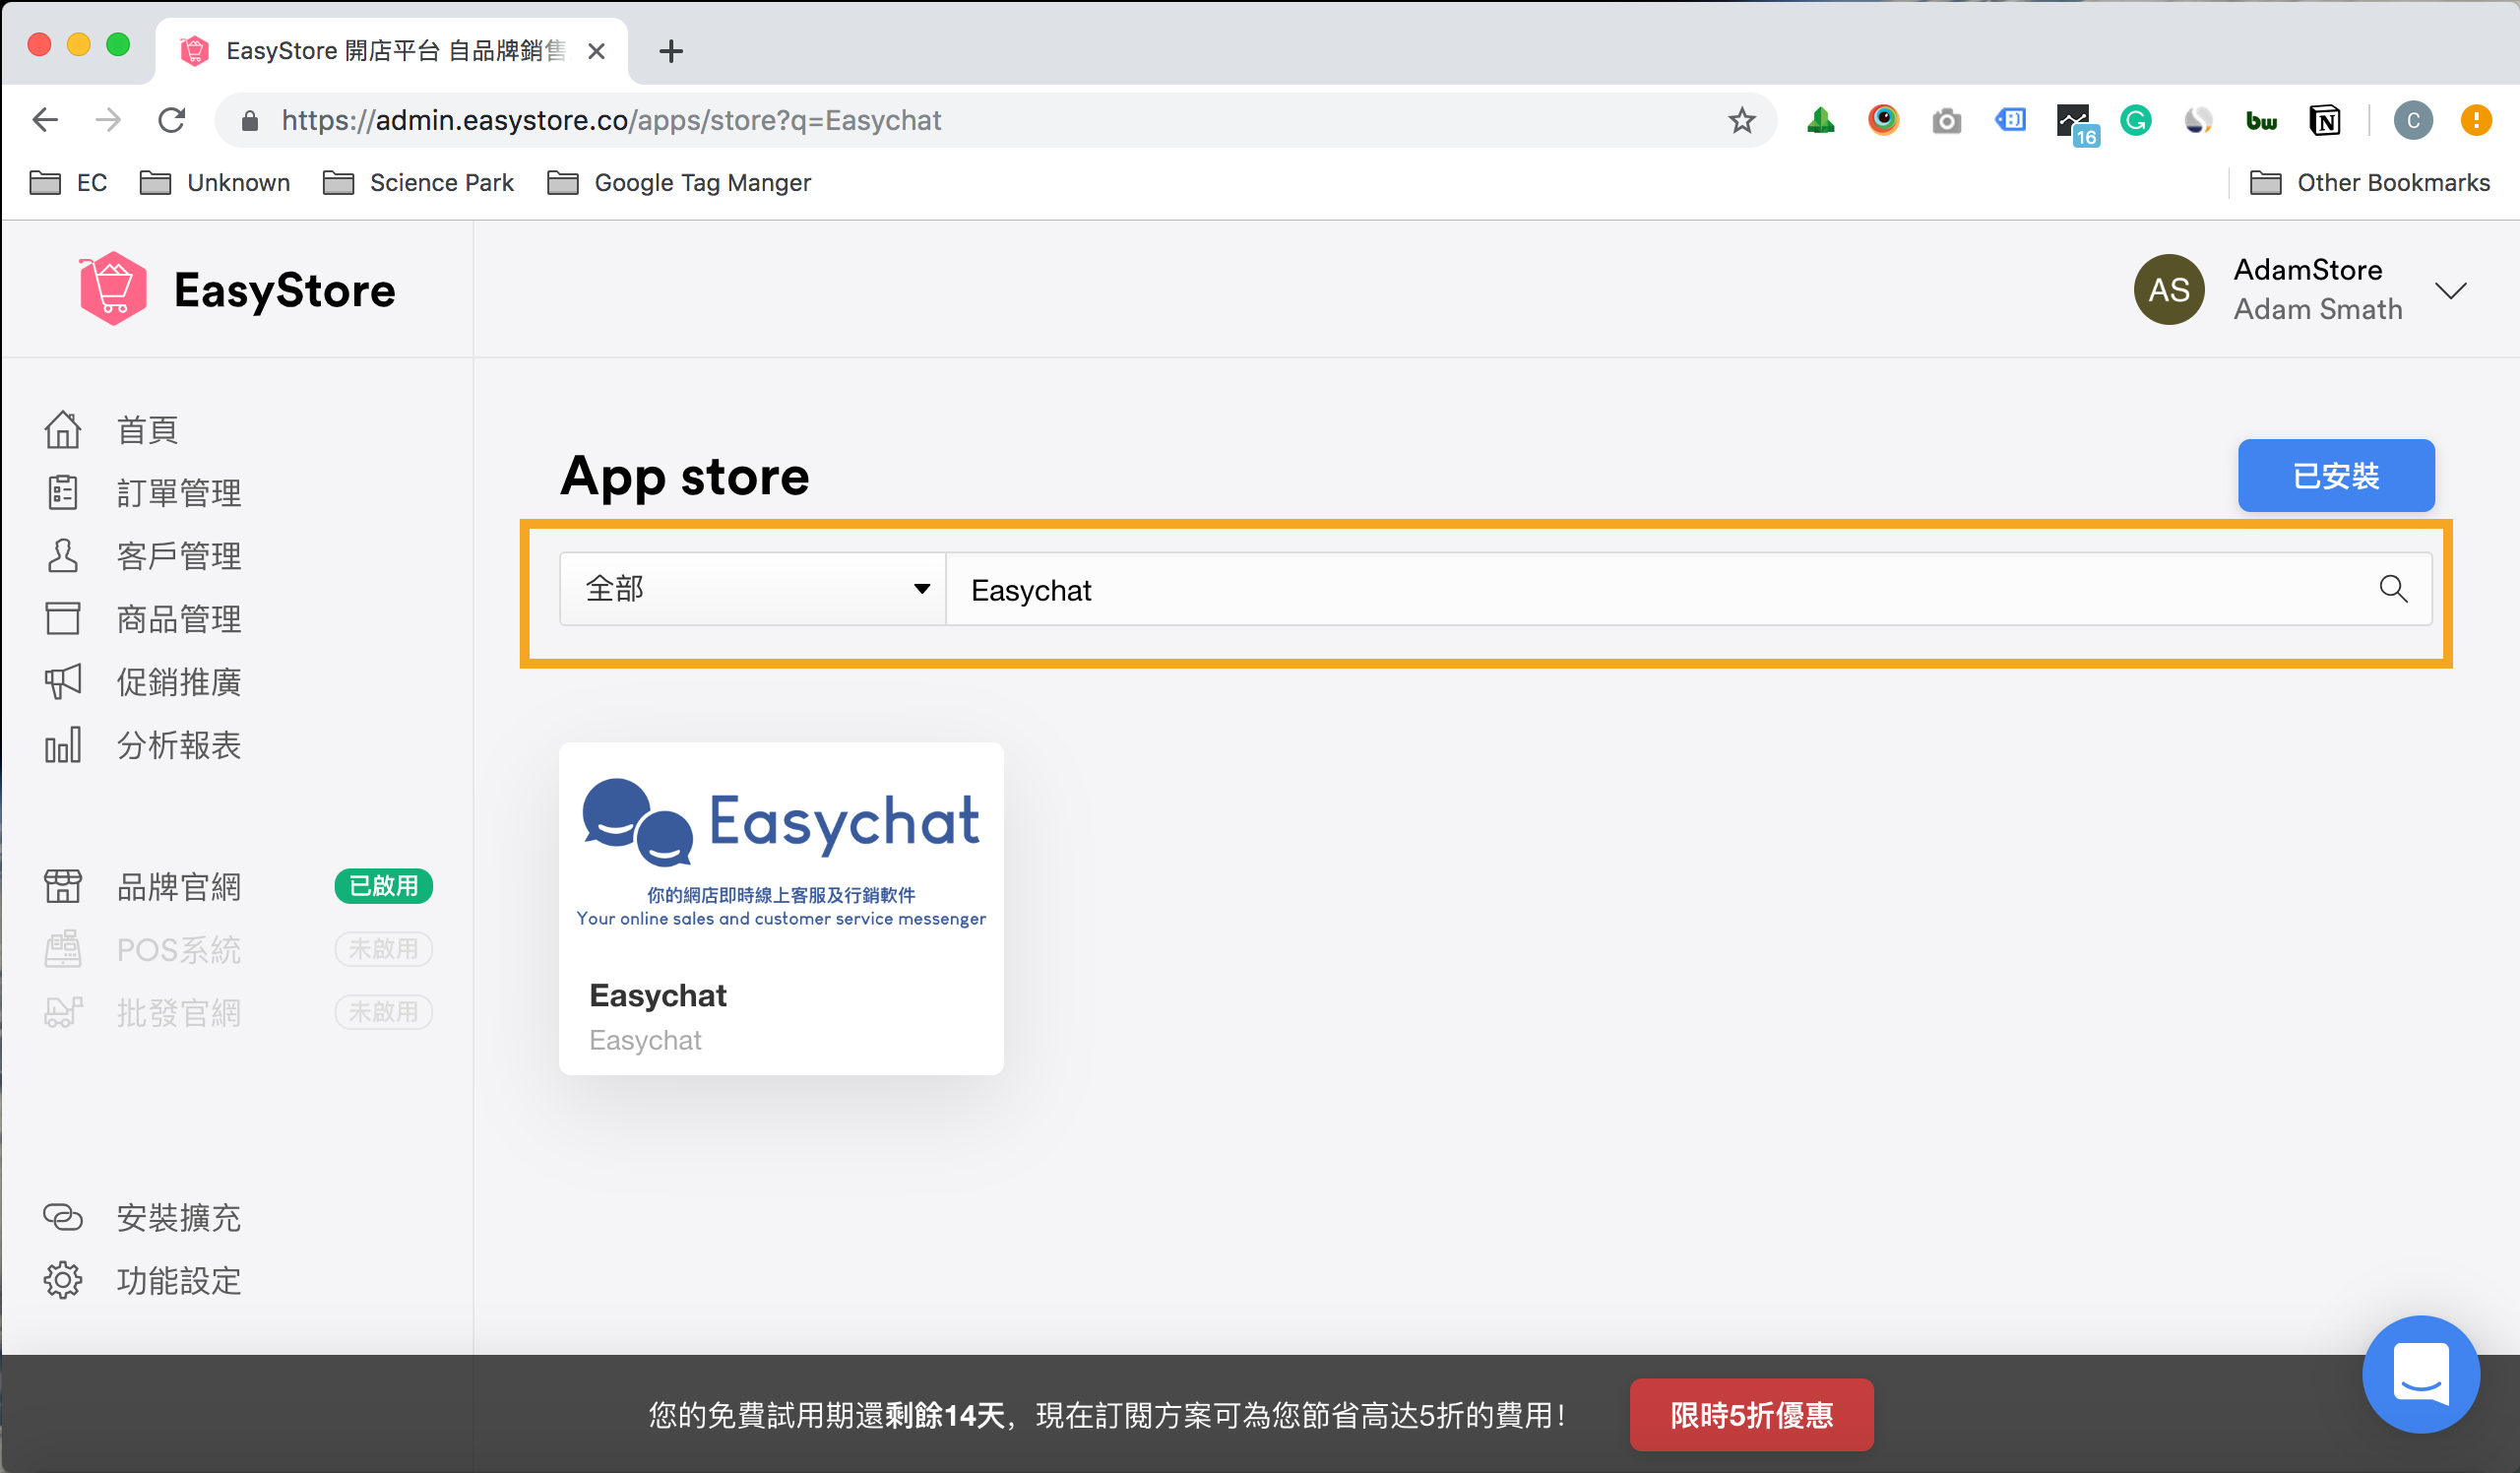 EasyStore 開店平台 自品牌銷售
https://admin.easystore.co/apps/store?q=Easychat
16
G
bw
N
C
EC
Unknown
Science Park
Google Tag Manger
Other Bookmarks
EasyStore
AS
AdamStore
Adam Smath
首頁
訂單管理
客戶管理
商品管理
促銷推廣
分析報表
品牌官網 已啟用
POS系統 未啟用
批發官網 未啟用
安裝擴充
功能設定
App store
已安裝
全部
Easychat
Easychat
你的網店即時線上客服及行銷軟件
Your online sales and customer service messenger
Easychat
Easychat
您的免費試用期還剩餘14天，現在訂閱方案可為您節省高达5折的費用！
限時5折優惠